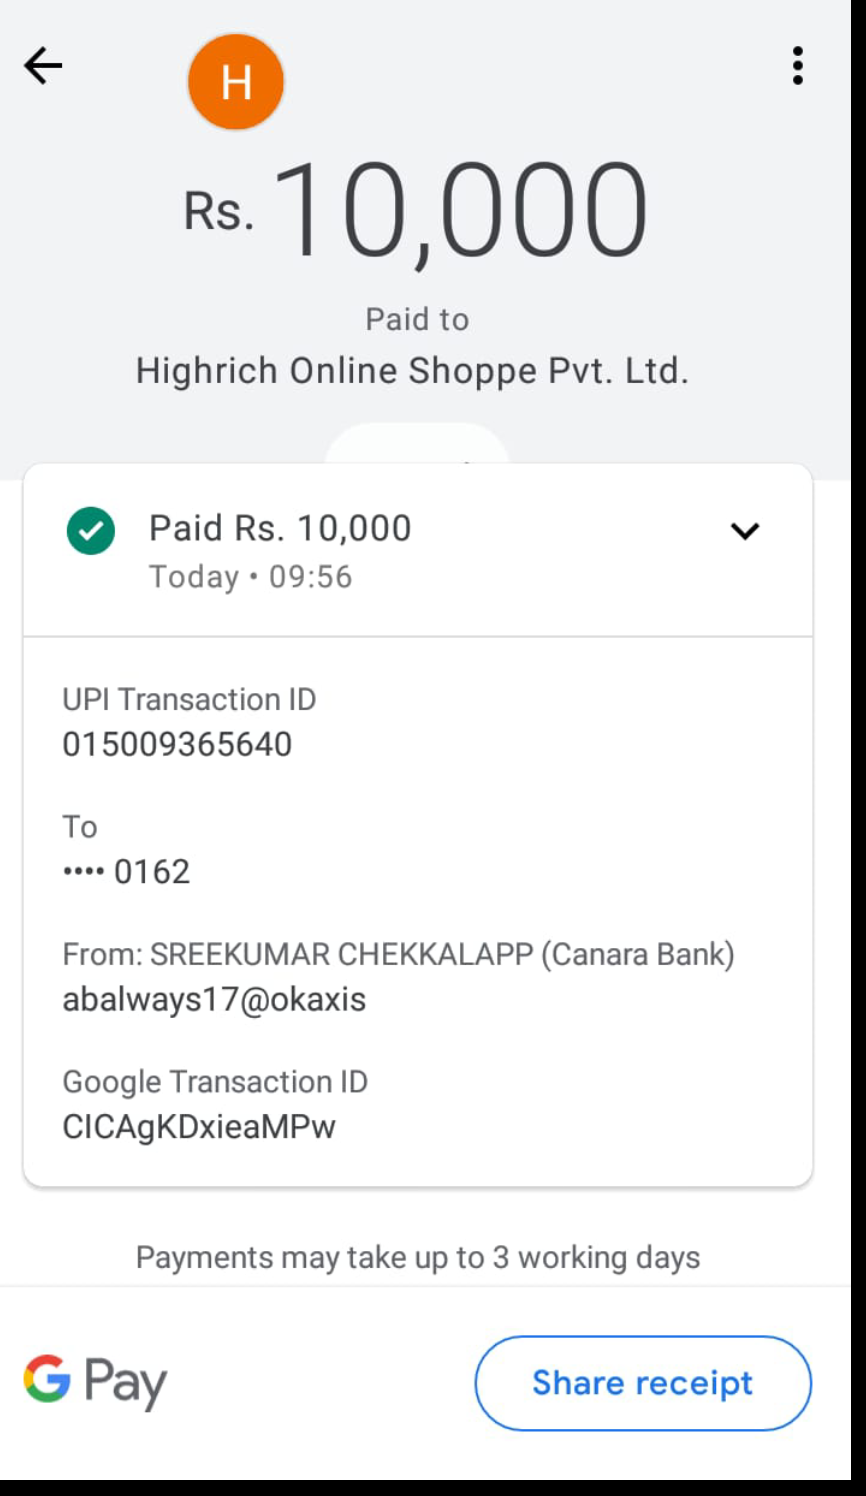 H
Rs. 10,000
Paid to
Highrich Online Shoppe Pvt. Ltd.
Paid Rs. 10,000
Today • 09:56
UPI Transaction ID
015009365640
To
•••• 0162
From: SREEKUMAR CHEKKALAPP (Canara Bank)
abalways17@okaxis
Google Transaction ID
CICAgKDxieaMPw
Payments may take up to 3 working days
G Pay
Share receipt